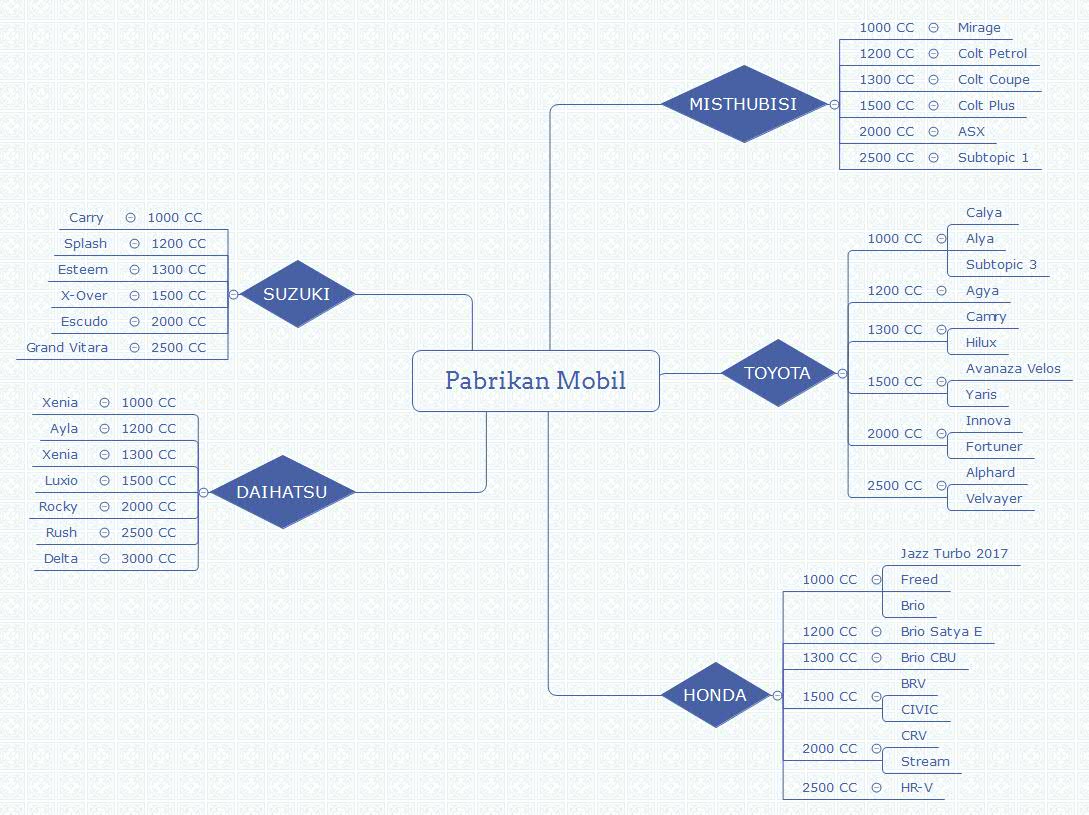 Pabrikan Mobil
MISTHUBISI
1000 CC Mirage
1200 CC Colt Petrol
1300 CC Colt Coupe
1500 CC Colt Plus
2000 CC ASX
2500 CC Subtopic 1
TOYOTA
1000 CC
Calya
Alya
Subtopic 3
1200 CC Agya
1300 CC
Camry
Hilux
1500 CC
Avanaza Velos
Yaris
2000 CC
Innova
Fortuner
2500 CC
Alphard
Velvayer
HONDA
1000 CC
Jazz Turbo 2017
Freed
Brio
1200 CC Brio Satya E
1300 CC Brio CBU
1500 CC
BRV
CIVIC
2000 CC
CRV
Stream
2500 CC HR-V
SUZUKI
Carry 1000 CC
Splash 1200 CC
Esteem 1300 CC
X-Over 1500 CC
Escudo 2000 CC
Grand Vitara 2500 CC
DAIHATSU
Xenia 1000 CC
Ayla 1200 CC
Xenia 1300 CC
Luxio 1500 CC
Rocky 2000 CC
Rush 2500 CC
Delta 3000 CC